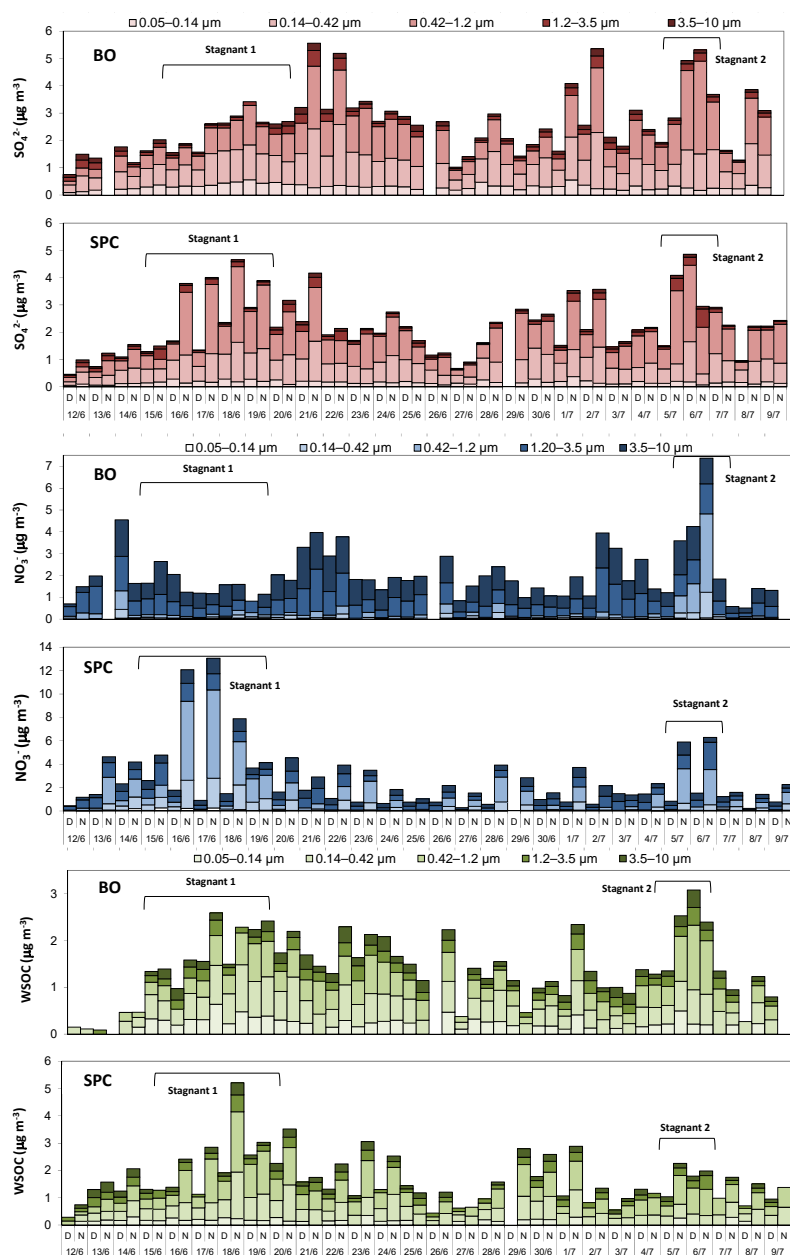 0.05–0.14 µm 0.14–0.42 µm 0.42–1.2 µm 1.2–3.5 µm 3.5–10 µm
BO
Stagnant 1
Stagnant 2
SO₄²⁻ (µg m⁻³)
6
5
4
3
2
1
0
SPC
Stagnant 1
Stagnant 2
SO₄²⁻ (µg m⁻³)
6
5
4
3
2
1
0
D N D N D N D N D N D N D N D N D N D N D N D N D N D N D N D N D N D N D N D N D N D N D N D N D N D N D N D N
12/6 13/6 14/6 15/6 16/6 17/6 18/6 19/6 20/6 21/6 22/6 23/6 24/6 25/6 26/6 27/6 28/6 29/6 30/6 1/7 2/7 3/7 4/7 5/7 6/7 7/7 8/7 9/7
0.05–0.14 µm 0.14–0.42 µm 0.42–1.2 µm 1.20–3.5 µm 3.5–10 µm
BO
Stagnant 1
Stagnant 2
NO₃⁻ (µg m⁻³)
7
6
5
4
3
2
1
0
SPC
Stagnant 1
Sstagnant 2
NO₃⁻ (µg m⁻³)
14
12
10
8
6
4
2
0
D N D N D N D N D N D N D N D N D N D N D N D N D N D N D N D N D N D N D N D N D N D N D N D N D N D N D N D N
12/6 13/6 14/6 15/6 16/6 17/6 18/6 19/6 20/6 21/6 22/6 23/6 24/6 25/6 26/6 27/6 28/6 29/6 30/6 1/7 2/7 3/7 4/7 5/7 6/7 7/7 8/7 9/7
0.05–0.14 µm 0.14–0.42 µm 0.42–1.2 µm 1.2–3.5 µm 3.5–10 µm
BO
Stagnant 1
Stagnant 2
WSOC (µg m⁻³)
3
2
1
0
SPC
Stagnant 1
Stagnant 2
WSOC (µg m⁻³)
6
5
4
3
2
1
0
D N D N D N D N D N D N D N D N D N D N D N D N D N D N D N D N D N D N D N D N D N D N D N D N D N D N D N D N
12/6 13/6 14/6 15/6 16/6 17/6 18/6 19/6 20/6 21/6 22/6 23/6 24/6 25/6 26/6 27/6 28/6 29/6 30/6 1/7 2/7 3/7 4/7 5/7 6/7 7/7 8/7 9/7